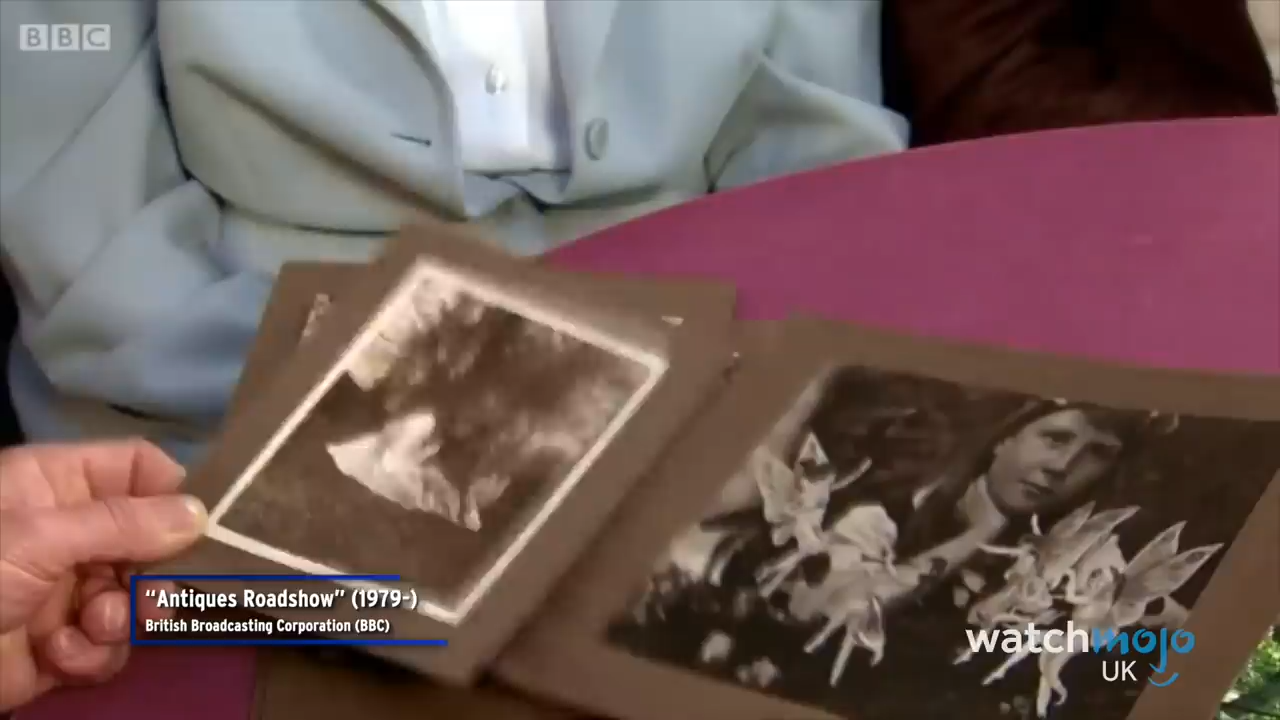 BBC
“Antiques Roadshow” (1979-)
British Broadcasting Corporation (BBC)
watchmojo
UK